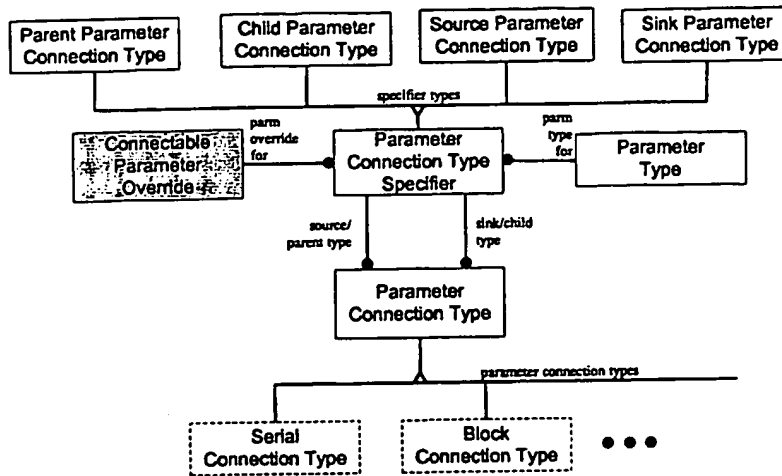 Parent Parameter
Connection Type
Child Parameter
Connection Type
Source Parameter
Connection Type
Sink Parameter
Connection Type
specifier types
Connectable
Parameter
Override
parm
override
for
Parameter
Connection Type
Specifier
parm
type
for
Parameter
Type
source/
parent type
sink/child
type
Parameter
Connection Type
parameter connection types
Serial
Connection Type
Block
Connection Type